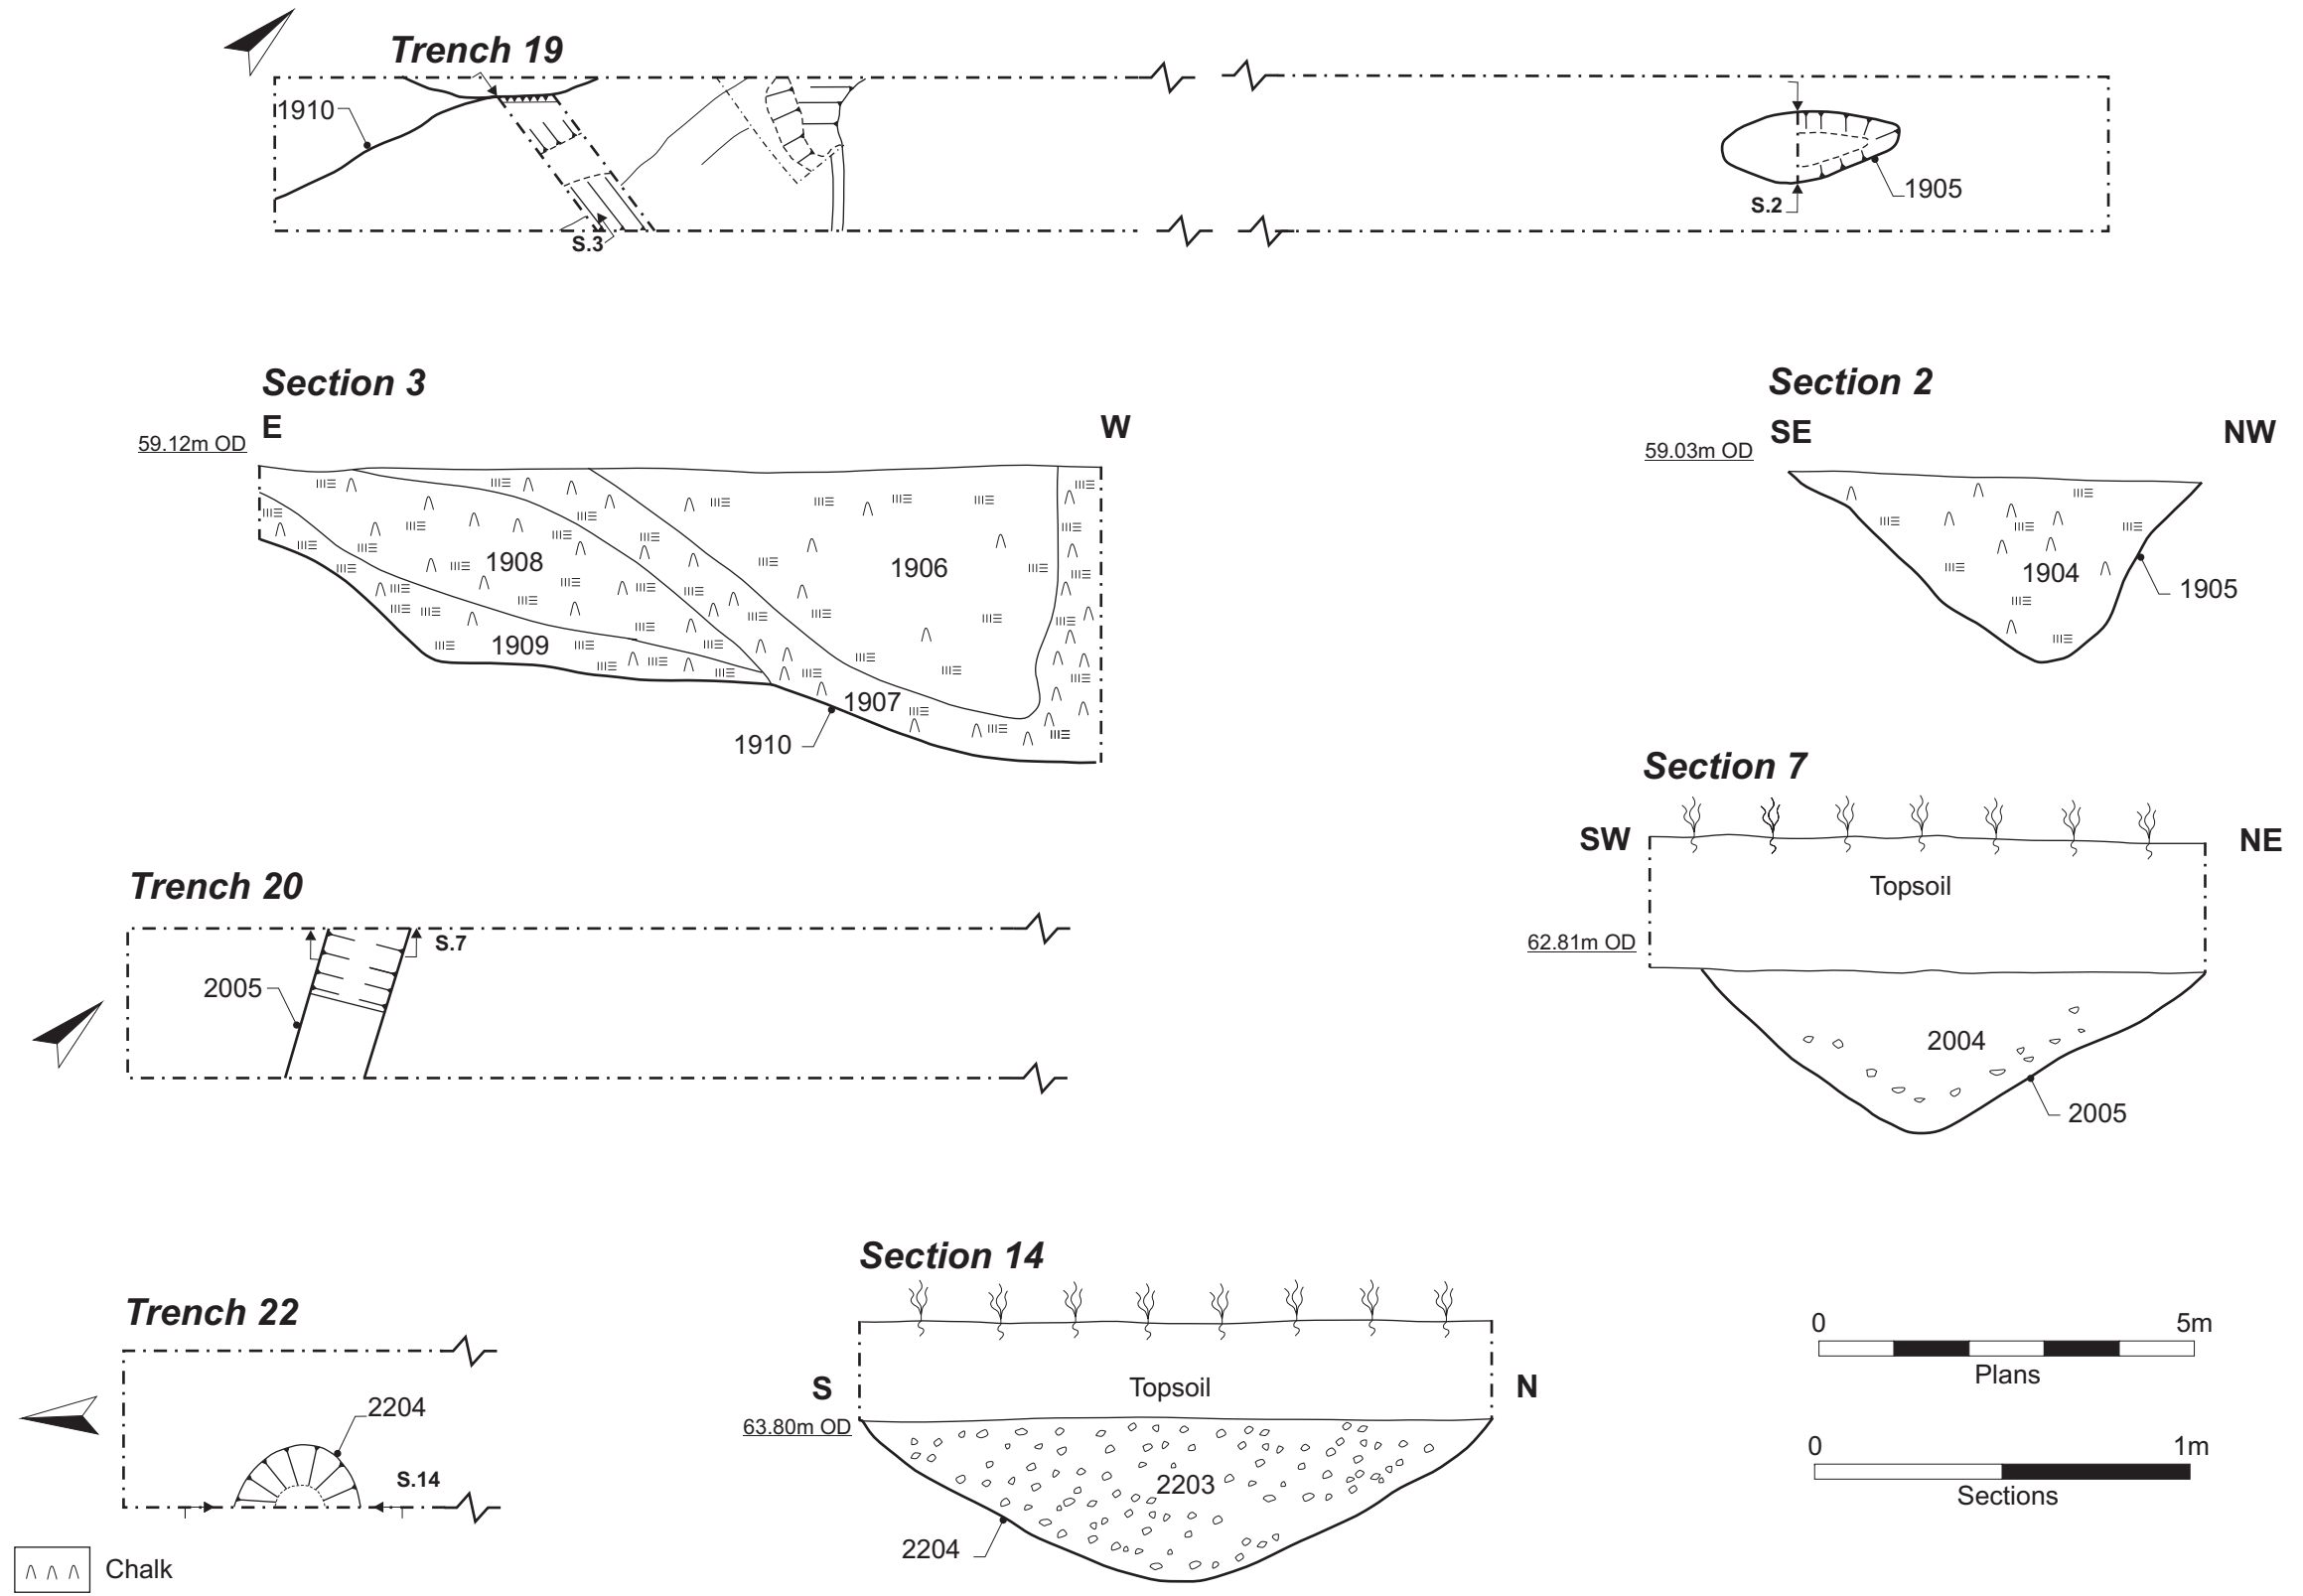 Trench 19
1910
S.3
S.2
1905
Section 3
E
W
59.12m OD
1908
1906
1909
1907
1910
Section 2
SE
NW
59.03m OD
1904
1905
Section 7
SW
NE
Topsoil
62.81m OD
2004
2005
Trench 20
S.7
2005
Trench 22
2204
S.14
Chalk
Section 14
S
N
Topsoil
63.80m OD
2203
2204
0 5m
Plans
0 1m
Sections